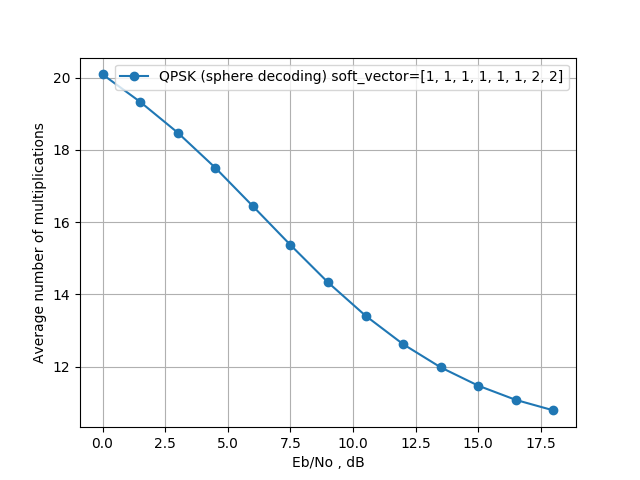 QPSK (sphere decoding) soft_vector=[1, 1, 1, 1, 1, 1, 2, 2]
20
18
16
14
12
Average number of multiplications
0.0 2.5 5.0 7.5 10.0 12.5 15.0 17.5
Eb/No , dB